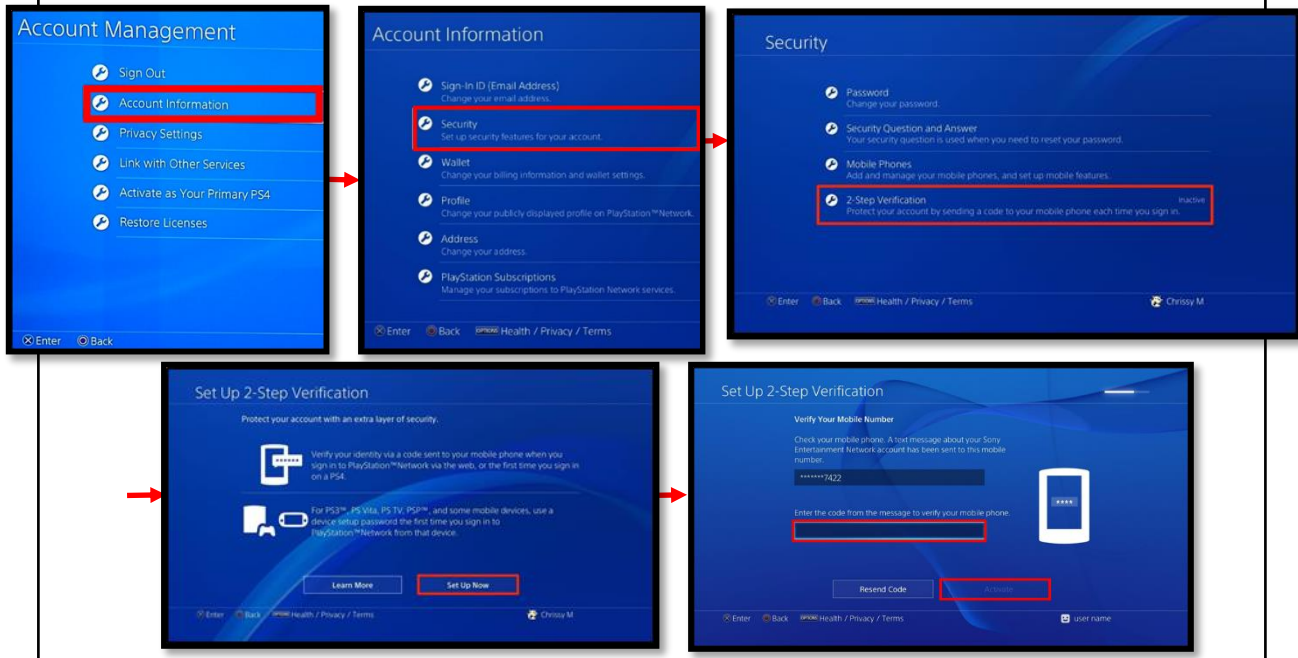 Account Management
Sign Out
Account Information
Privacy Settings
Link with Other Services
Activate as Your Primary PS4
Restore Licenses
Enter Back
Account Information
Sign-In ID (Email Address)
Change your email address.
Security
Set up security features for your account.
Wallet
Change your billing information and wallet settings.
Profile
Change your publicly displayed profile on PlayStation™Network.
Address
Change your address.
PlayStation Subscriptions
Manage your subscriptions to PlayStation Network services.
Enter Back OPTIONS Health / Privacy / Terms
Security
Password
Change your password.
Security Question and Answer
Your security question is used when you need to reset your password.
Mobile Phones
Add and manage your mobile phones, and set up mobile features.
2-Step Verification Inactive
Protect your account by sending a code to your mobile phone each time you sign in.
Enter Back OPTIONS Health / Privacy / Terms Chrissy M
Set Up 2-Step Verification
Protect your account with an extra layer of security.
Verify your identity via a code sent to your mobile phone when you
sign in to PlayStation™Network via the web, or the first time you sign in
on a PS4.
For PS3™, PS Vita, PS TV, PSP™, and some mobile devices, use a
device setup password the first time you sign in to
PlayStation™Network from that device.
Learn More Set Up Now
Enter Back OPTIONS Health / Privacy / Terms Chrissy M
Set Up 2-Step Verification
Verify Your Mobile Number
Check your mobile phone. A text message about your Sony
Entertainment Network account has been sent to this mobile
number.
*******7422
Enter the code from the message to verify your mobile phone.
Resend Code Activate
Enter Back OPTIONS Health / Privacy / Terms user name